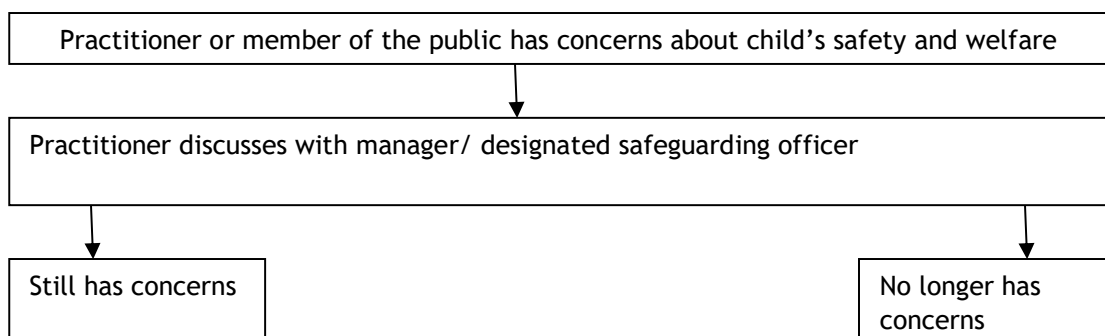 Practitioner or member of the public has concerns about child’s safety and welfare
Practitioner discusses with manager/ designated safeguarding officer
Still has concerns
No longer has
concerns